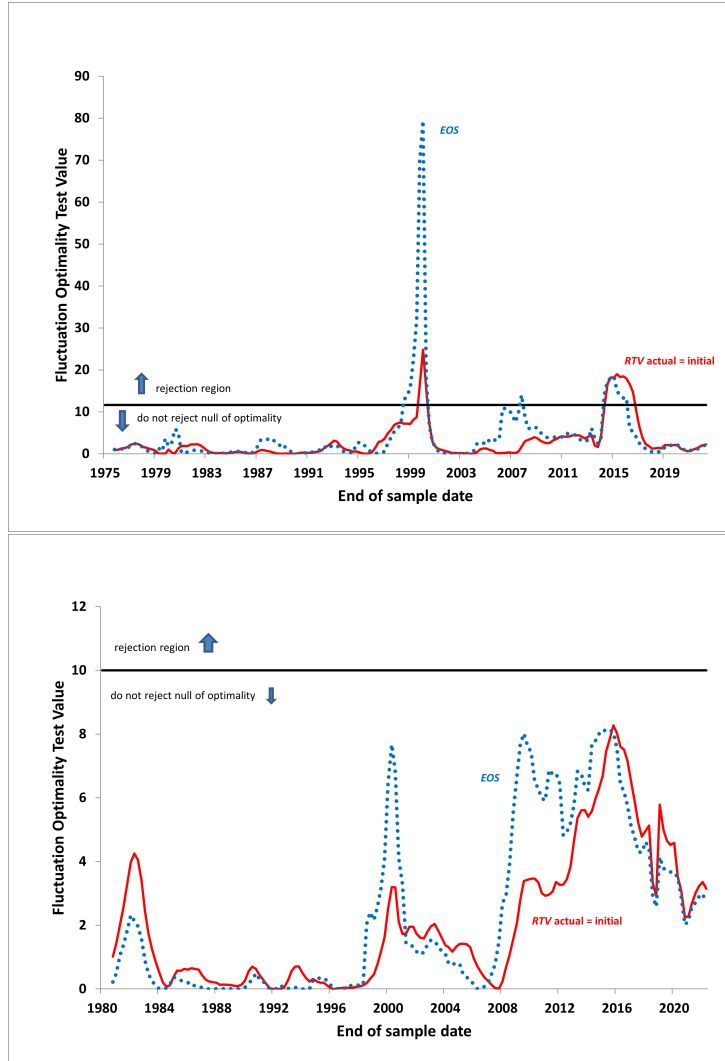 90
80
70
60
50
40
30
20
10
0
Fluctuation Optimality Test Value
EOS
RTV actual = initial
rejection region
do not reject null of optimality
1975 1979 1983 1987 1991 1995 1999 2003 2007 2011 2015 2019
End of sample date
12
10
8
6
4
2
0
Fluctuation Optimality Test Value
rejection region
do not reject null of optimality
EOS
RTV actual = initial
1980 1984 1988 1992 1996 2000 2004 2008 2012 2016 2020
End of sample date